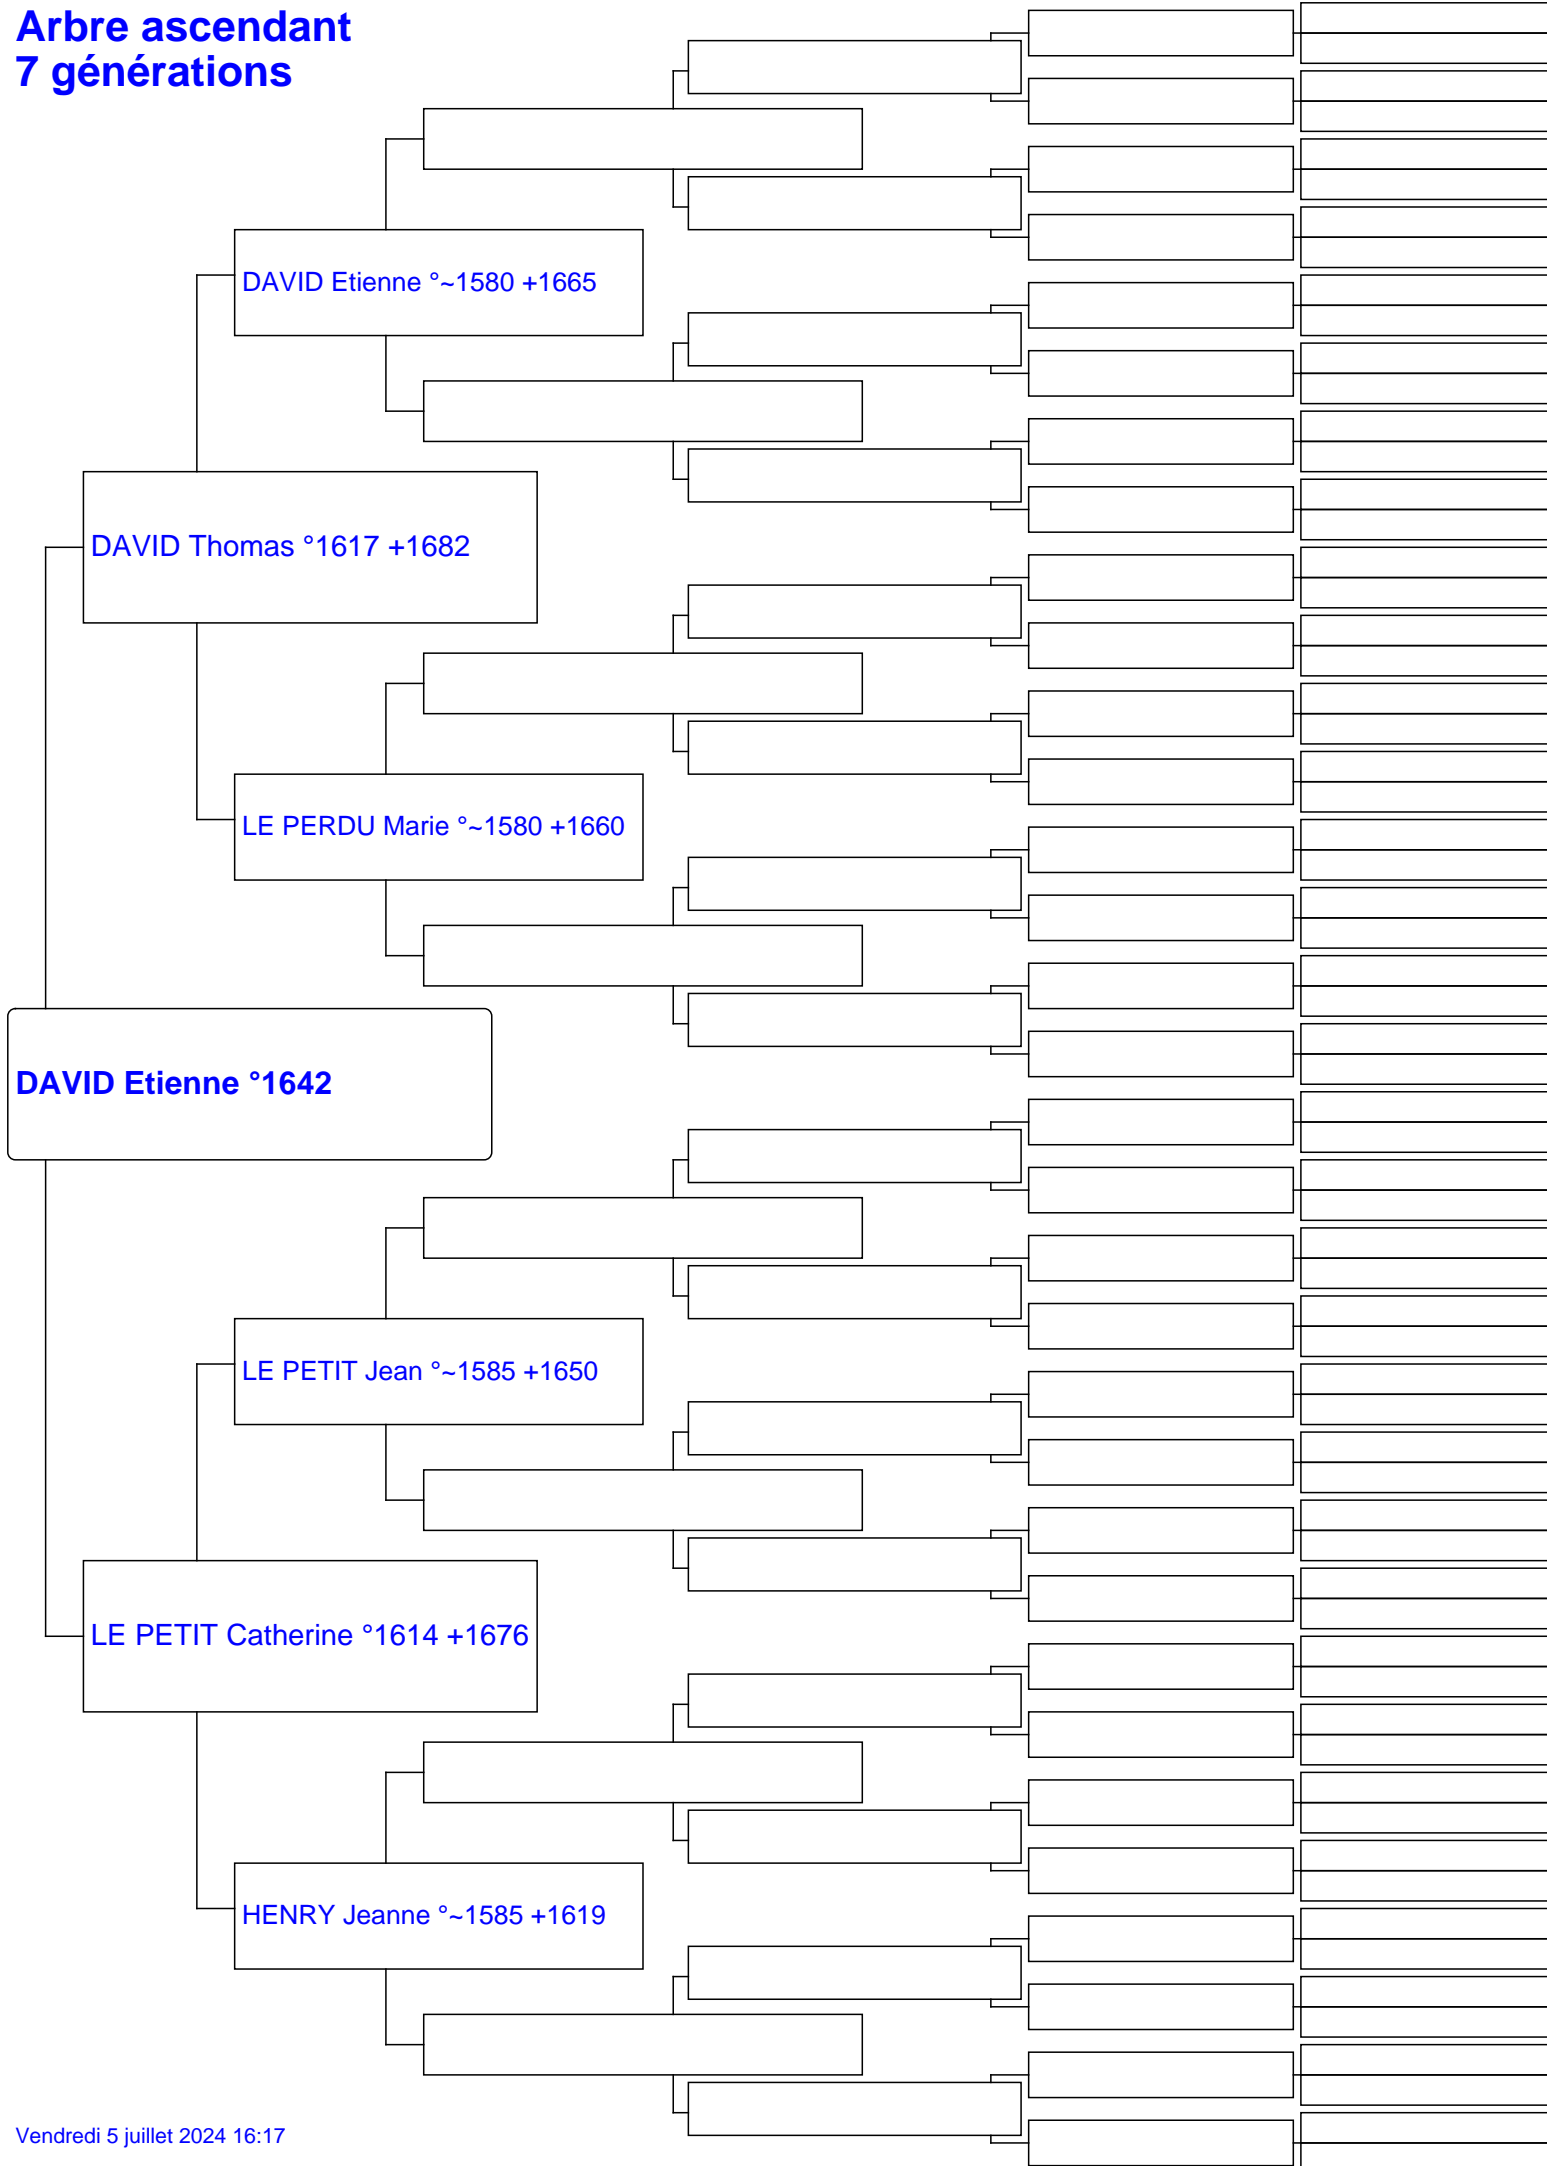 Arbre ascendant
7 générations
DAVID Etienne °~1580 +1665
DAVID Thomas °1617 +1682
LE PERDU Marie °~1580 +1660
DAVID Etienne °1642
LE PETIT Jean °~1585 +1650
LE PETIT Catherine °1614 +1676
HENRY Jeanne °~1585 +1619
Vendredi 5 juillet 2024 16:17